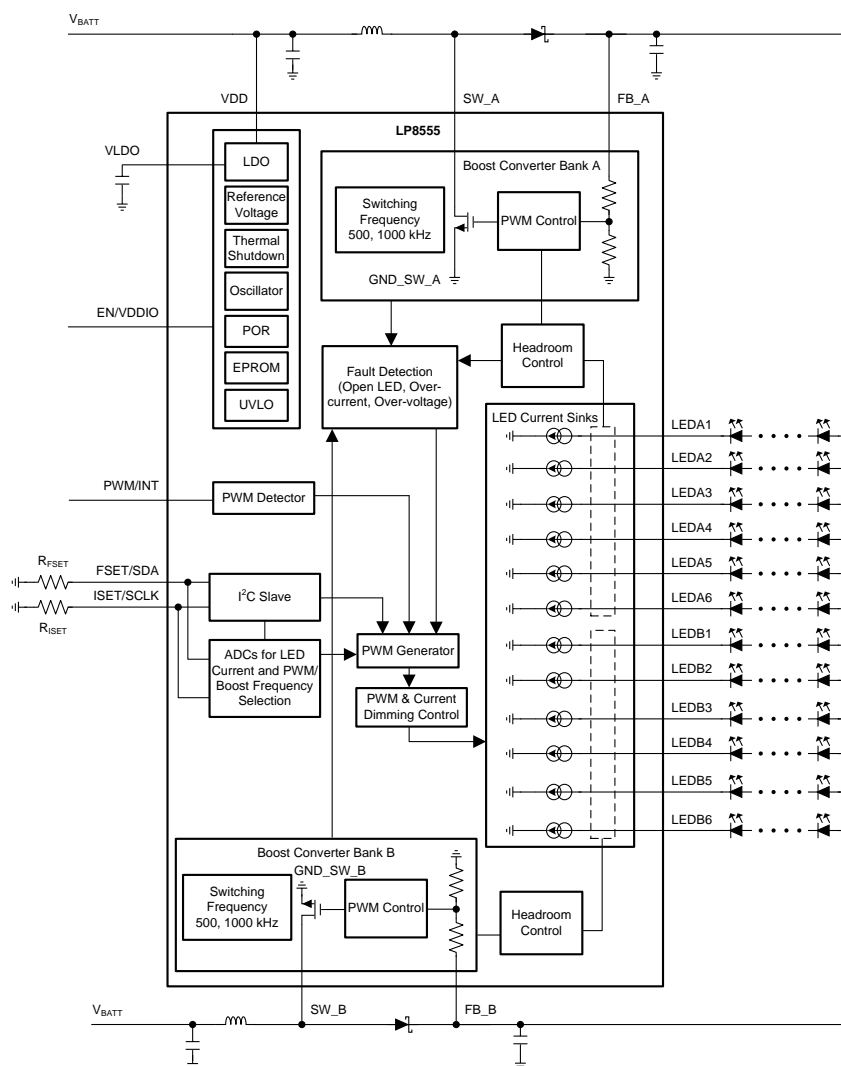 VBATT
VDD
SW_A
FB_A
LP8555
VLDO
LDO
Reference
Voltage
Thermal
Shutdown
Oscillator
POR
EPROM
UVLO
EN/VDDIO
Boost Converter Bank A
Switching
Frequency
500, 1000 kHz
PWM Control
GND_SW_A
Fault Detection
(Open LED, Over-
current, Over-voltage)
Headroom
Control
LED Current Sinks
LEDA1
LEDA2
LEDA3
LEDA4
LEDA5
LEDA6
LEDB1
LEDB2
LEDB3
LEDB4
LEDB5
LEDB6
PWM/INT
PWM Detector
RFSET
FSET/SDA
ISET/SCLK
RISET
I²C Slave
ADCs for LED
Current and PWM/
Boost Frequency
Selection
PWM Generator
PWM & Current
Dimming Control
Boost Converter Bank B
GND_SW_B
Switching
Frequency
500, 1000 kHz
PWM Control
Headroom
Control
VBATT
SW_B
FB_B